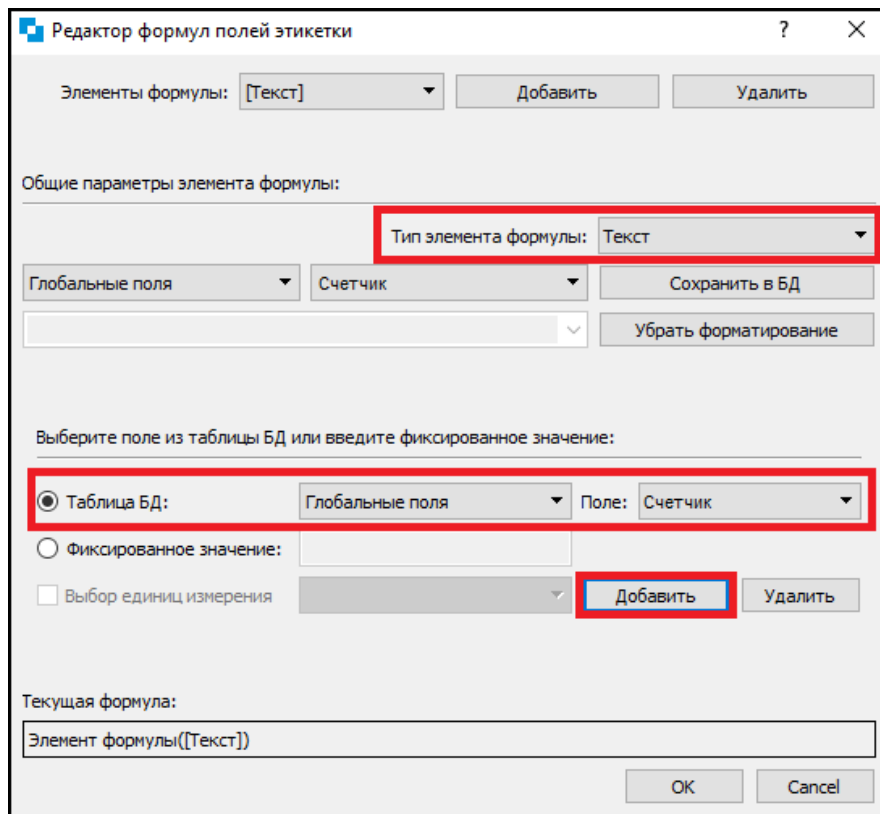 Редактор формул полей этикетки ?
Элементы формулы: [Текст] Добавить Удалить
Общие параметры элемента формулы:
Тип элемента формулы: Текст
Глобальные поля Счетчик Сохранить в БД
Убрать форматирование
Выберите поле из таблицы БД или введите фиксированное значение:
Таблица БД: Глобальные поля Поле: Счетчик
Фиксированное значение:
Выбор единиц измерения Добавить Удалить
Текущая формула:
Элемент формулы([Текст])
OK Cancel